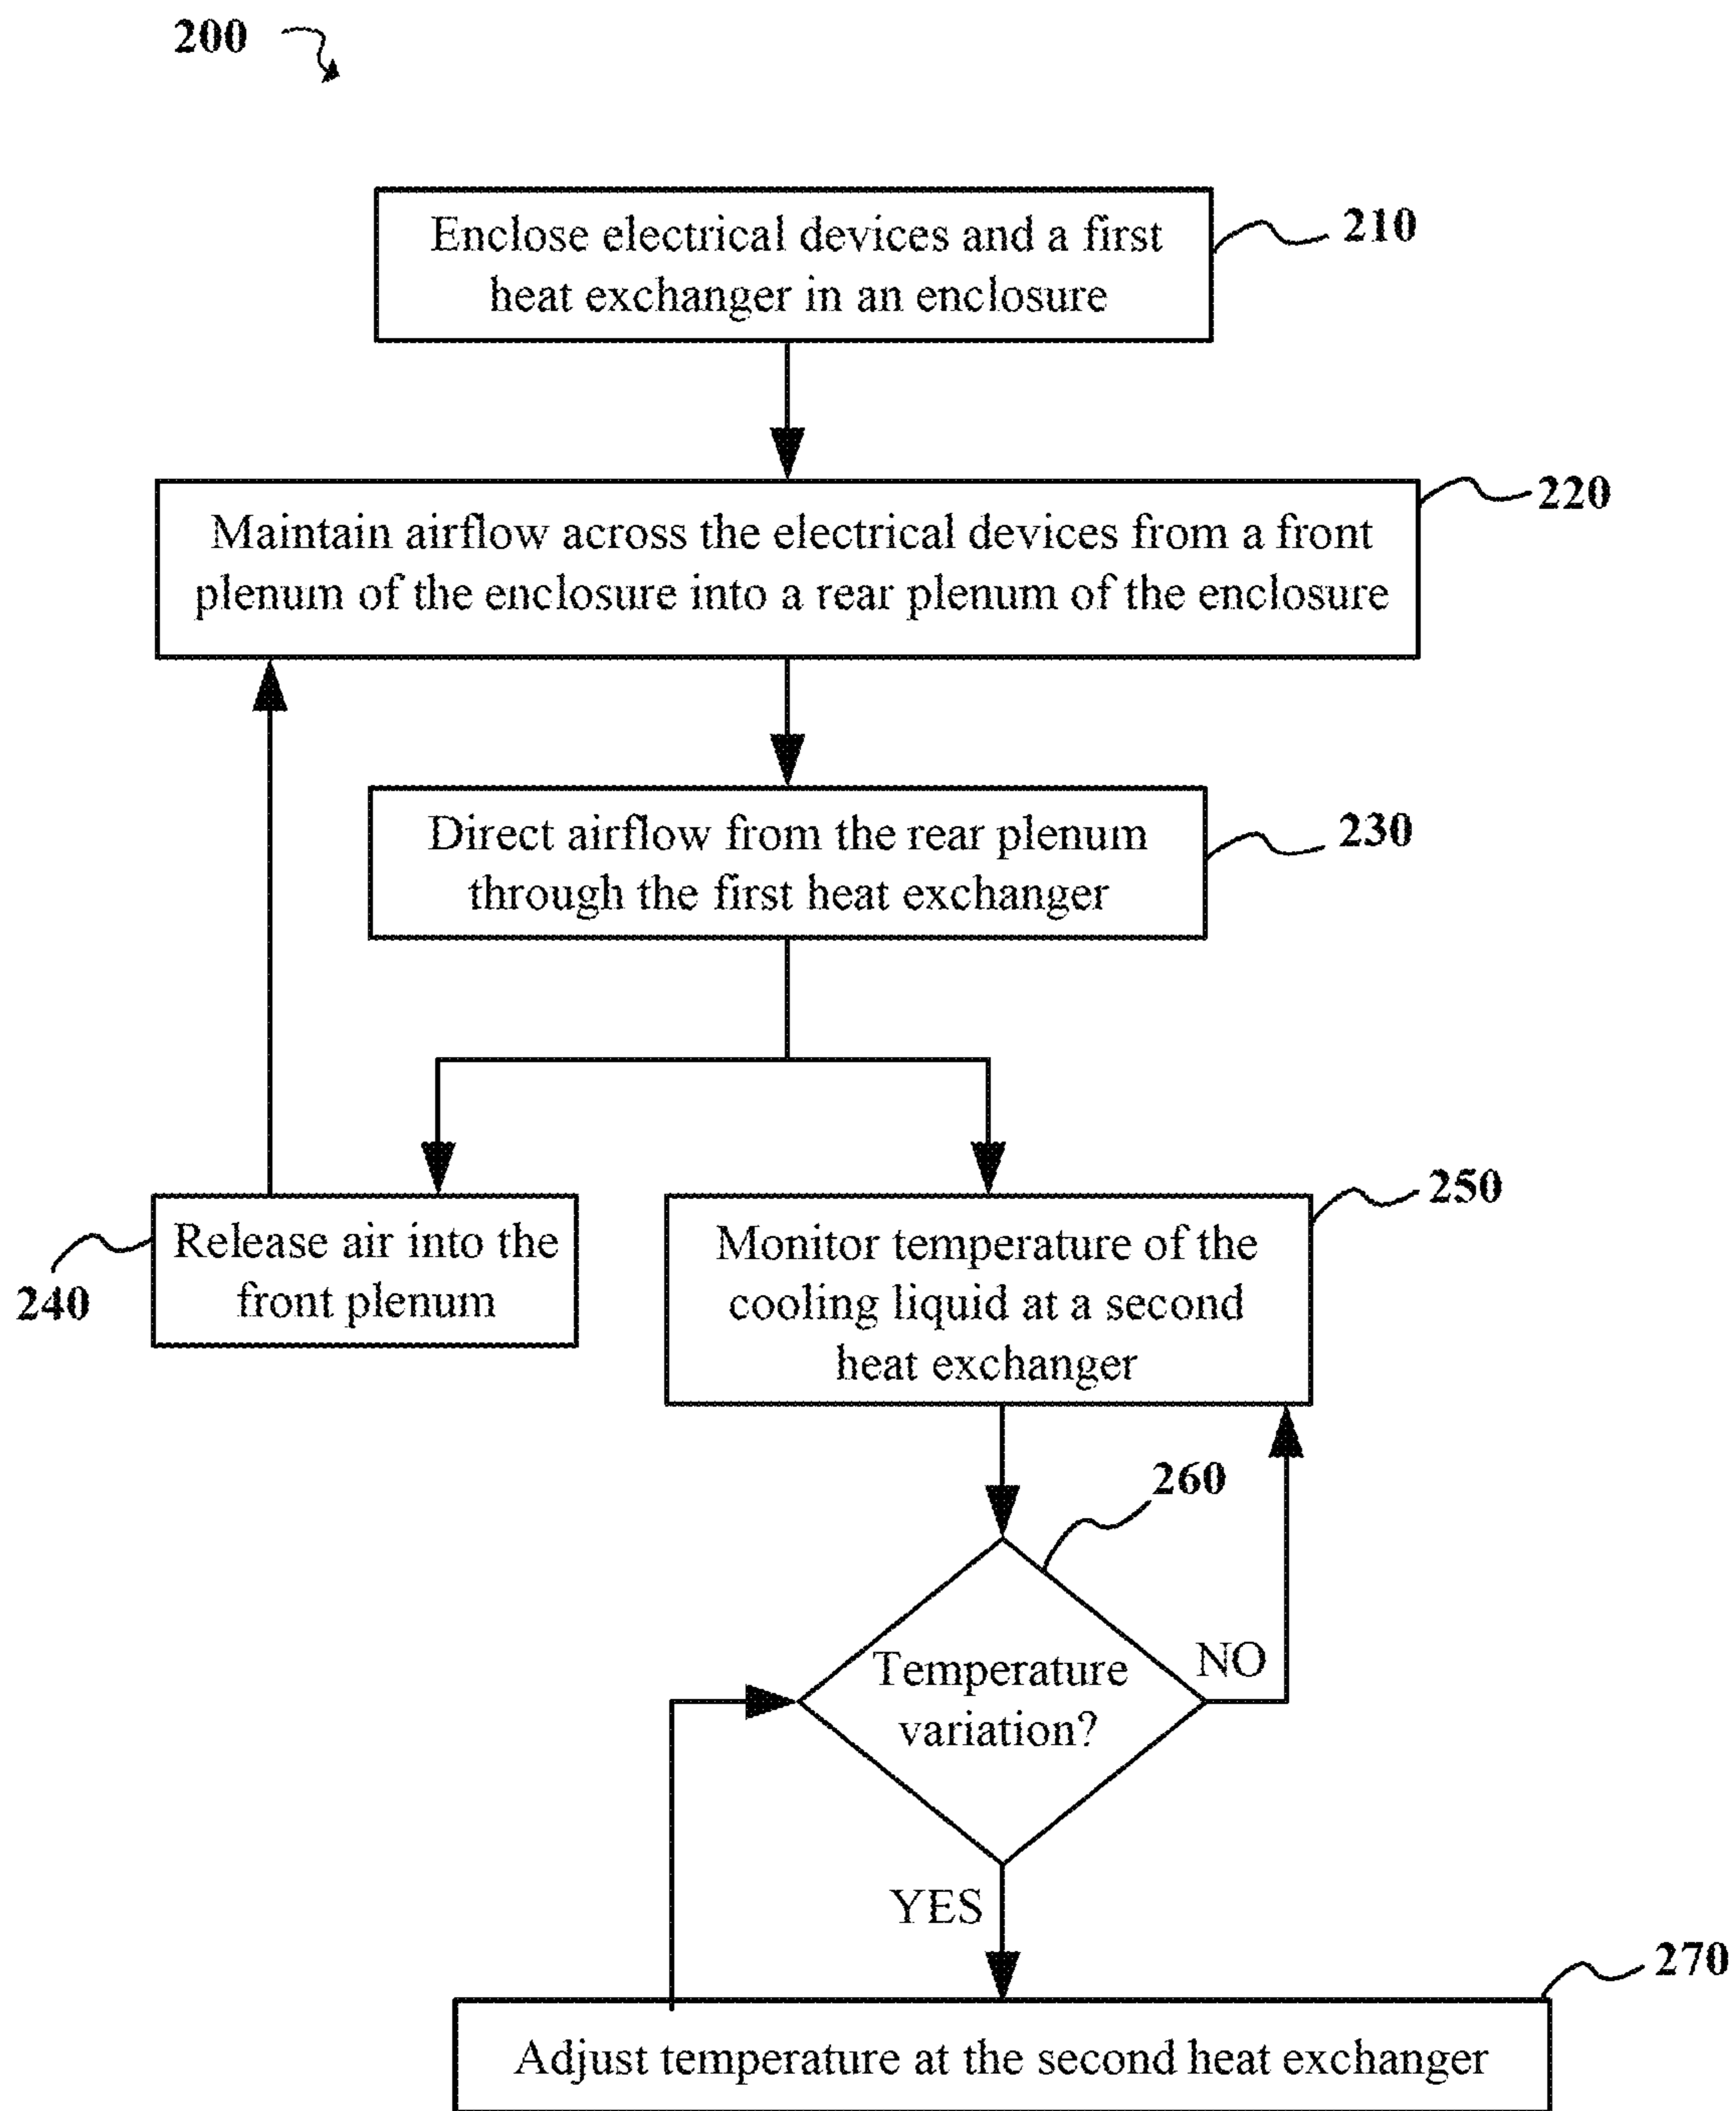 200
Enclose electrical devices and a first
heat exchanger in an enclosure
210
Maintain airflow across the electrical devices from a front
plenum of the enclosure into a rear plenum of the enclosure
220
Direct airflow from the rear plenum
through the first heat exchanger
230
Release air into the
front plenum
240
Monitor temperature of the
cooling liquid at a second
heat exchanger
250
260
Temperature
variation?
NO
YES
270
Adjust temperature at the second heat exchanger